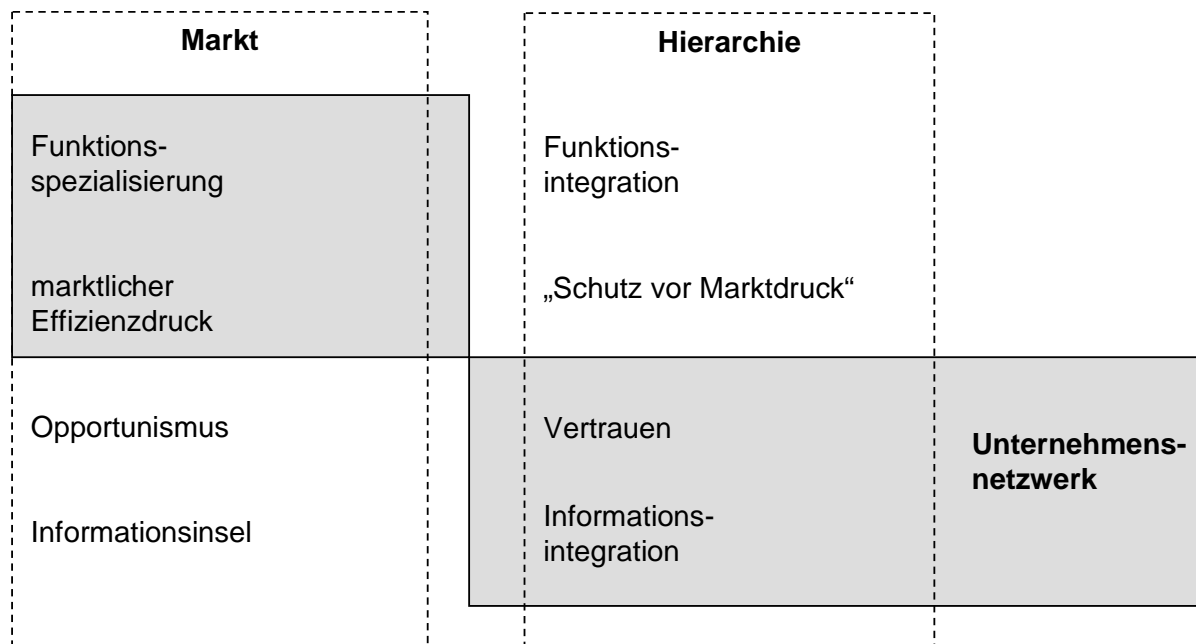 Markt
Hierarchie
Funktions-
spezialisierung
Funktions-
integration
marktlicher
Effizienzdruck
„Schutz vor Marktdruck“
Opportunismus
Vertrauen
Unternehmens-
netzwerk
Informationsinsel
Informations-
integration